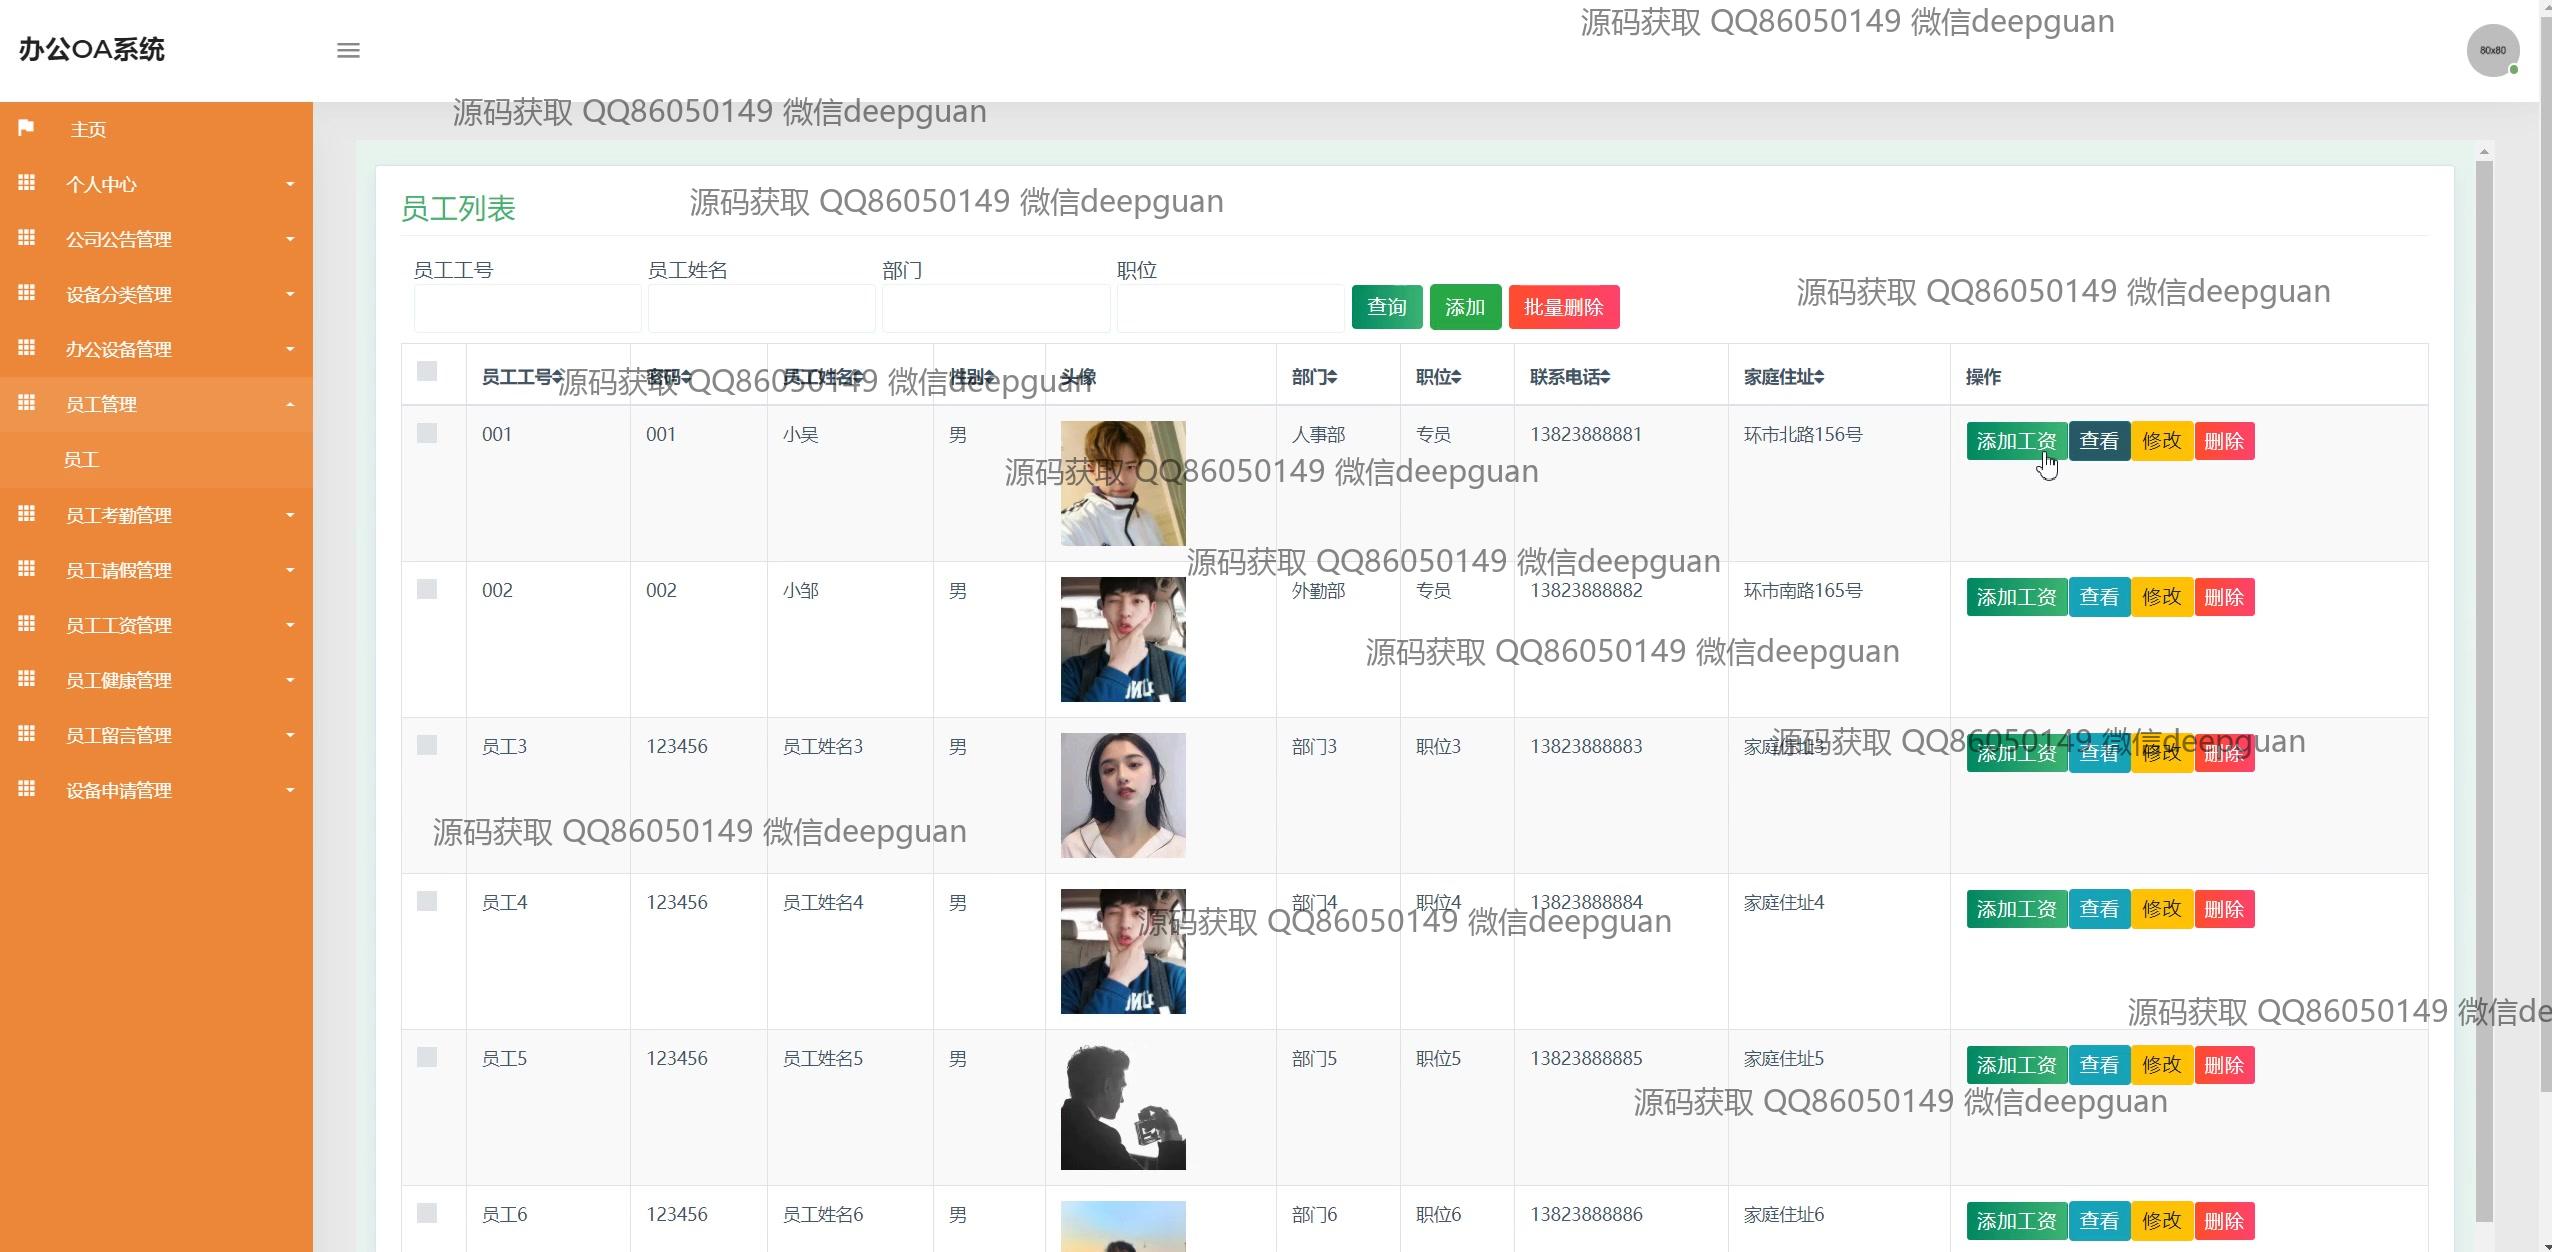 源码获取 QQ86050149 微信deepguan
办公OA系统
80x80
源码获取 QQ86050149 微信deepguan
主页
个人中心
公司公告管理
设备分类管理
办公设备管理
员工管理
员工
员工考勤管理
员工请假管理
员工工资管理
员工健康管理
员工留言管理
设备申请管理
员工列表
源码获取 QQ86050149 微信deepguan
员工工号 员工姓名 部门 职位
查询 添加 批量删除
源码获取 QQ86050149 微信deepguan
员工工号 密码 员工姓名 性别 头像 部门 职位 联系电话 家庭住址 操作
源码获取 QQ86050149 微信deepguan
001 001 小吴 男 人事部 专员 13823888881 环市北路156号 添加工资 查看 修改 删除
源码获取 QQ86050149 微信deepguan
源码获取 QQ86050149 微信deepguan
002 002 小邹 男 外勤部 专员 13823888882 环市南路165号 添加工资 查看 修改 删除
源码获取 QQ86050149 微信deepguan
员工3 123456 员工姓名3 男 部门3 职位3 13823888883 家庭住址3 添加工资 查看 修改 删除
源码获取 QQ86050149 微信deepguan
源码获取 QQ86050149 微信deepguan
员工4 123456 员工姓名4 男 部门4 职位4 13823888884 家庭住址4 添加工资 查看 修改 删除
源码获取 QQ86050149 微信deepguan
源码获取 QQ86050149 微信de
员工5 123456 员工姓名5 男 部门5 职位5 13823888885 家庭住址5 添加工资 查看 修改 删除
源码获取 QQ86050149 微信deepguan
员工6 123456 员工姓名6 男 部门6 职位6 13823888886 家庭住址6 添加工资 查看 修改 删除